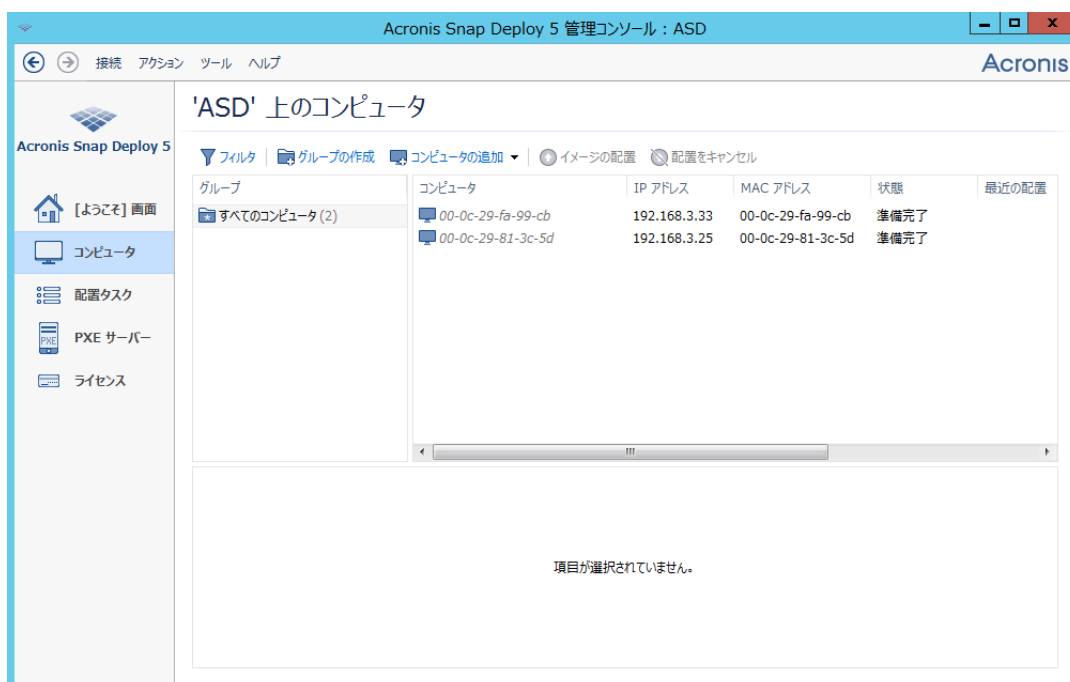 Acronis Snap Deploy 5 管理コンソール : ASD
接続 アクション ツール ヘルプ
Acronis
'ASD' 上のコンピュータ
Acronis Snap Deploy 5
フィルタ グループの作成 コンピュータの追加 イメージの配置 配置をキャンセル
グループ コンピュータ IP アドレス MAC アドレス 状態 最近の配置
[ようこそ] 画面
すべてのコンピュータ (2)
00-0c-29-fa-99-cb 192.168.3.33 00-0c-29-fa-99-cb 準備完了
00-0c-29-81-3c-5d 192.168.3.25 00-0c-29-81-3c-5d 準備完了
コンピュータ
配置タスク
PXE
PXE サーバー
ライセンス
項目が選択されていません。